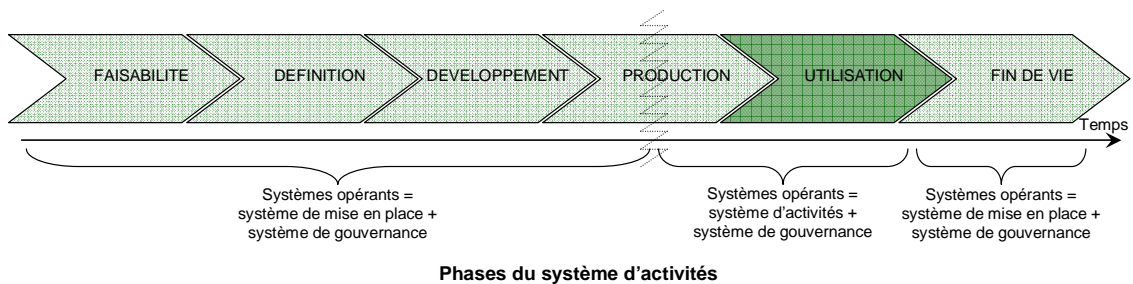 FAISABILITE
DEFINITION
DEVELOPPEMENT
PRODUCTION
UTILISATION
FIN DE VIE
Temps
Systèmes opérants =
système de mise en place +
système de gouvernance
Systèmes opérants =
système d'activités +
système de gouvernance
Systèmes opérants =
système de mise en place +
système de gouvernance
Phases du système d'activités